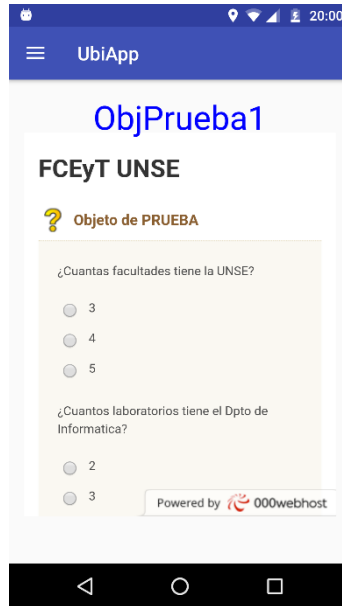 20:00
UbiApp
ObjPrueba1
FCEyT UNSE
Objeto de PRUEBA
¿Cuantas facultades tiene la UNSE?
3
4
5
¿Cuantos laboratorios tiene el Dpto de
Informatica?
2
3
Powered by 000webhost